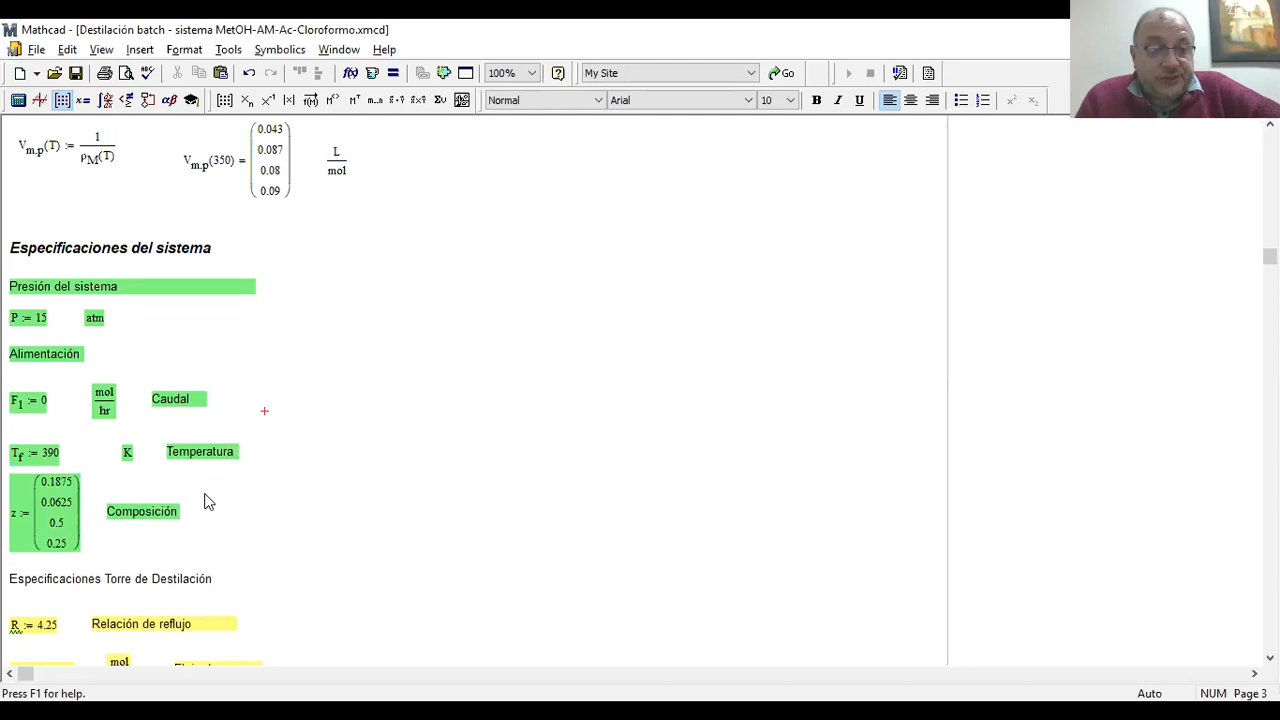 Mathcad - [Destilación batch - sistema MetOH-AM-Ac-Cloroformo.xmcd]
File Edit View Insert Format Tools Symbolics Window Help
100% My Site Go
Normal Arial 10 B I U
V_m.p(T) := 1/ρ_M(T) V_m.p(350) = (0.043 0.087 0.08 0.09) L/mol
Especificaciones del sistema
Presión del sistema
P := 15 atm
Alimentación
F_1 := 0 mol/hr Caudal
T_f := 390 K Temperatura
z := (0.1875 0.0625 0.5 0.25) Composición
Especificaciones Torre de Destilación
R := 4.25 Relación de reflujo
mol
Press F1 for help. Auto NUM Page 3